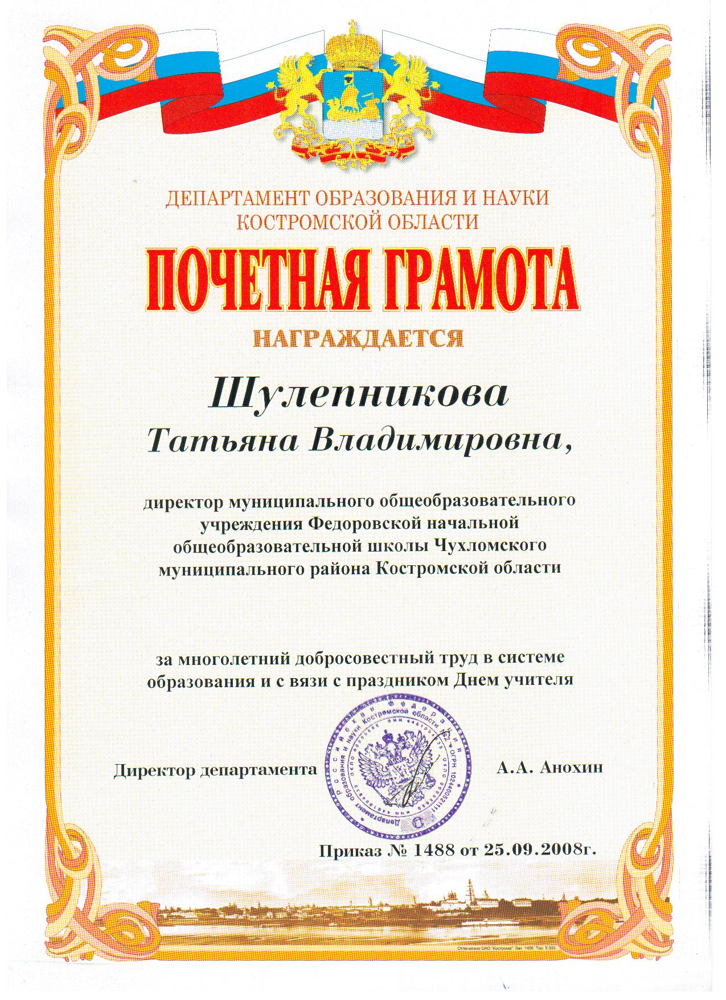 ДЕПАРТАМЕНТ ОБРАЗОВАНИЯ И НАУКИ
КОСТРОМСКОЙ ОБЛАСТИ
ПОЧЕТНАЯ ГРАМОТА
НАГРАЖДАЕТСЯ
Шулепникова
Татьяна Владимировна,
директор муниципального общеобразовательного
учреждения Федоровской начальной
общеобразовательной школы Чухломского
муниципального района Костромской области
за многолетний добросовестный труд в системе
образования и с вязи с праздником Днем учителя
Российская Федерация
Департамент образования и науки Костромской области №2 * ОГРН 1024400521111 *
Директор департамента
А.А. Анохин
Приказ № 1488 от 25.09.2008г.
Отпечатано ОАО "Кострома". Зак. 1456 Тир. 5 000.